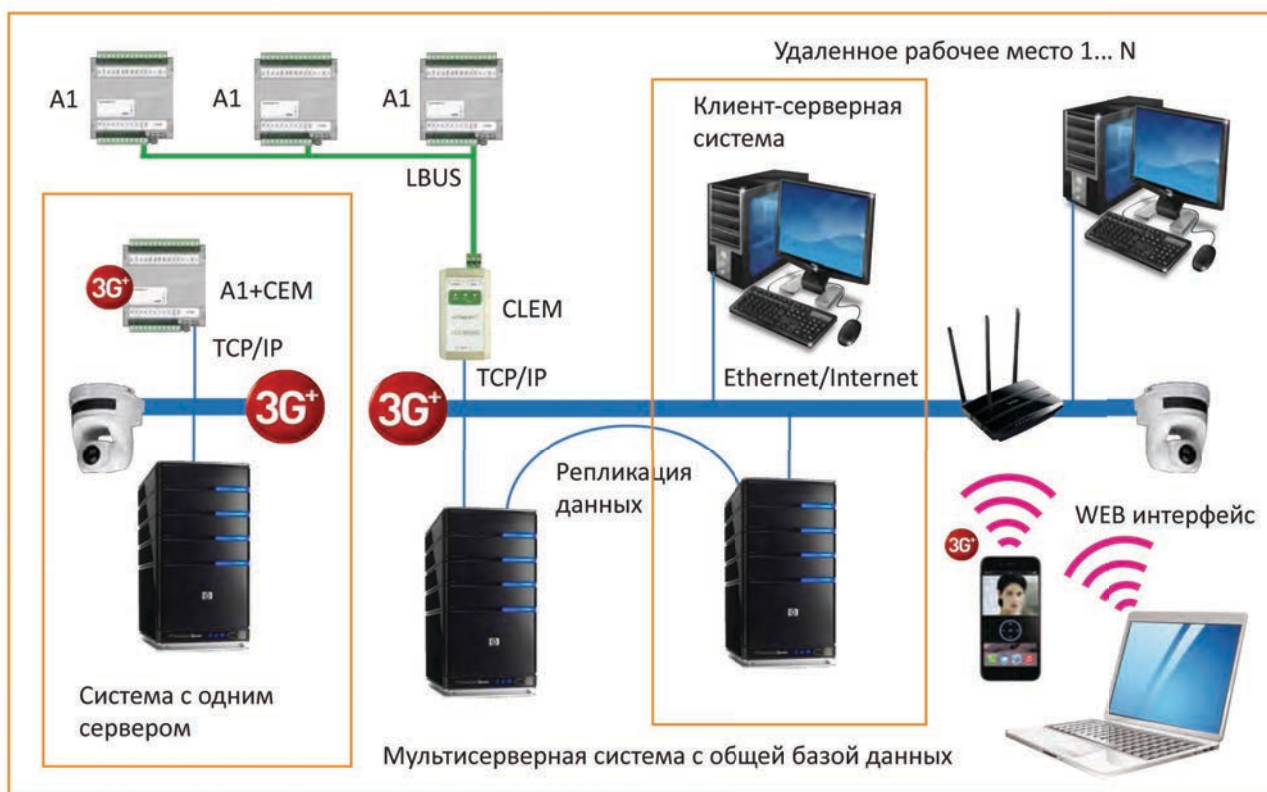 Удаленное рабочее место 1... N
A1
A1
A1
Клиент-серверная
система
LBUS
3G+
A1+CEM
CLEM
TCP/IP
TCP/IP
Ethernet/Internet
3G+
3G+
Репликация
данных
WEB интерфейс
3G+
Система с одним
сервером
Мультисерверная система с общей базой данных